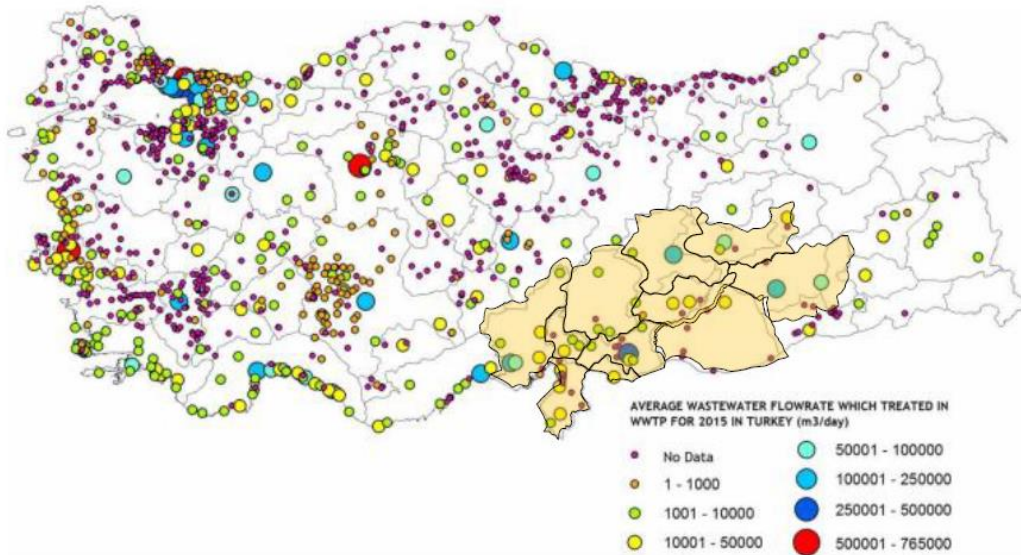 AVERAGE WASTEWATER FLOWRATE WHICH TREATED IN
WWTP FOR 2015 IN TURKEY (m3/day)
No Data
1 - 1000
1001 - 10000
10001 - 50000
50001 - 100000
100001 - 250000
250001 - 500000
500001 - 765000